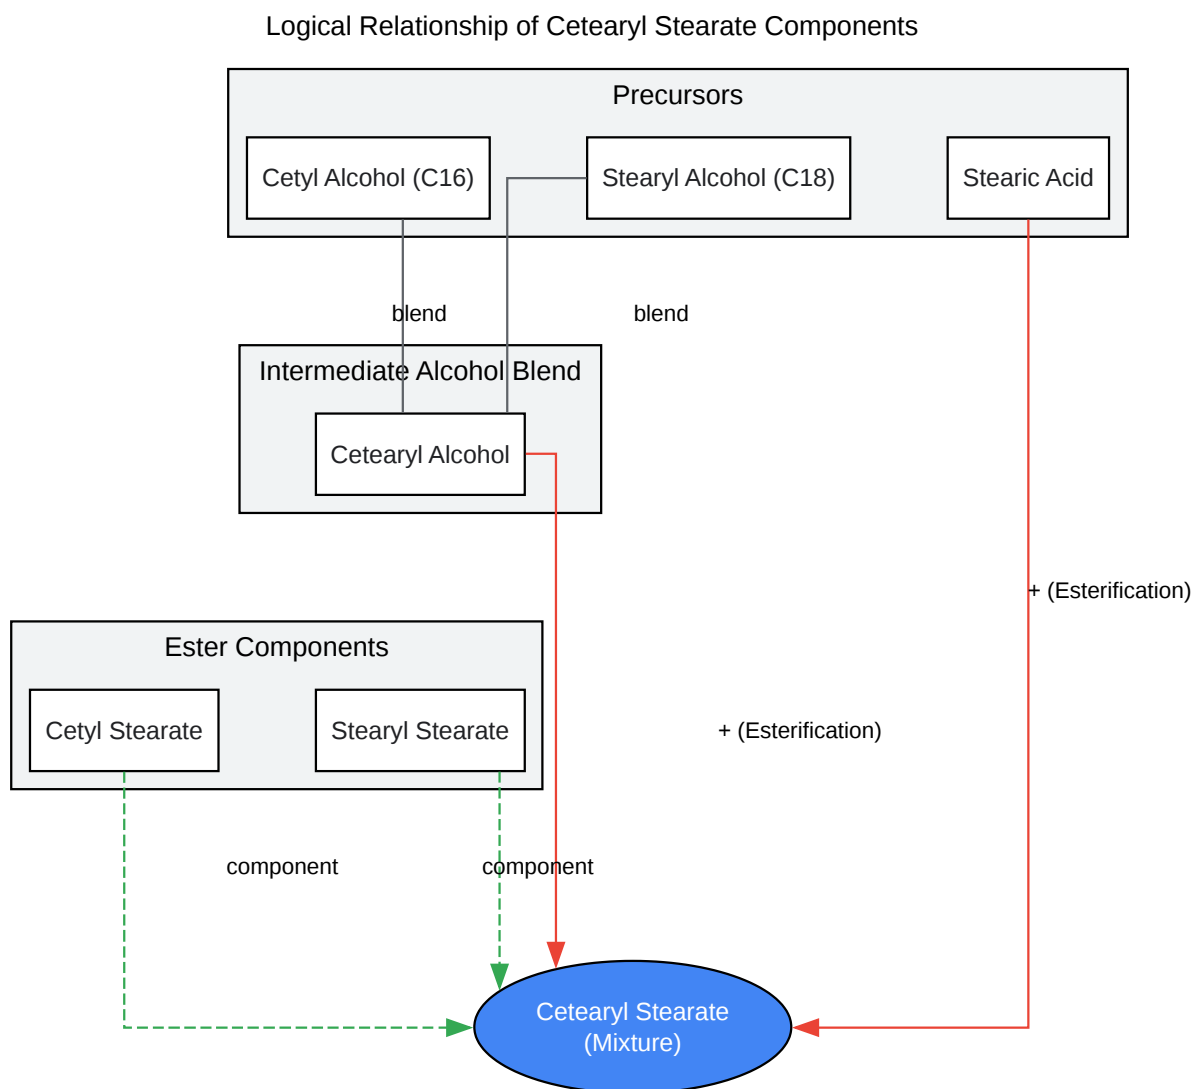 Logical Relationship of Cetearyl Stearate Components
Precursors
Cetyl Alcohol (C16)
Stearyl Alcohol (C18)
Stearic Acid
blend
blend
Intermediate Alcohol Blend
Cetearyl Alcohol
+ (Esterification)
Ester Components
Cetyl Stearate
Stearyl Stearate
+ (Esterification)
component
component
Cetearyl Stearate
(Mixture)